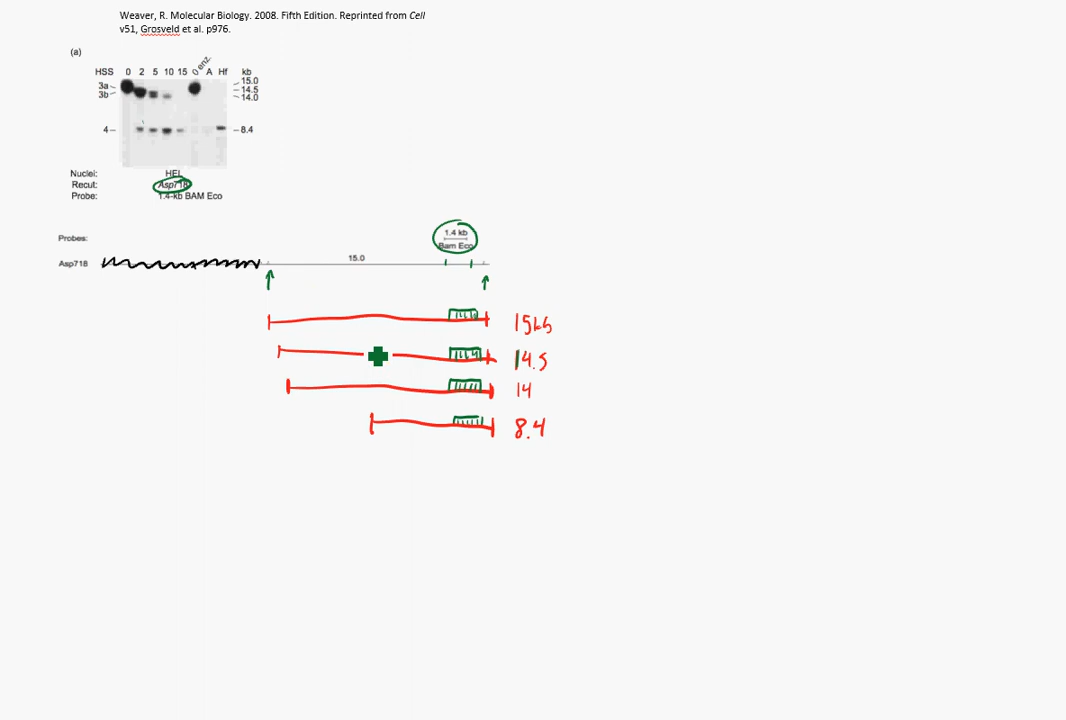 Weaver, R. Molecular Biology. 2008. Fifth Edition. Reprinted from Cell
v51, Grosveld et al. p976.
(a)
HSS 0 2 5 10 15 0 enz. A Hf kb
3a
3b
15.0
14.5
14.0
4
8.4
Nuclei: HEL
Recut: Asp718
Probe: 1.4-kb BAM Eco
Probes: 1.4 kb
Bam Eco
Asp718 15.0
15kb
14.5
14
8.4